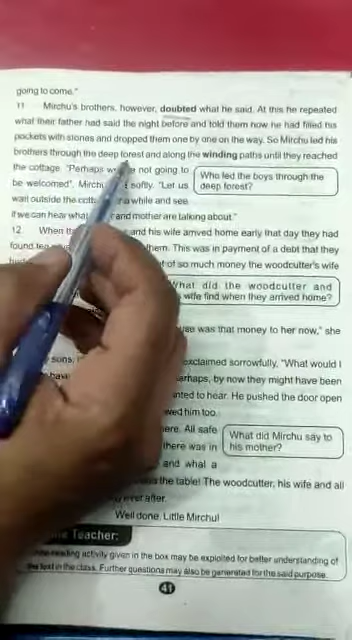 going to come."
11 Mirchu's brothers, however, doubted what he said. At this he repeated
what their father had said the night before and told them how he had filled his
pockets with stones and dropped them one by one on the way. So Mirchu led his
brothers through the deep forest and along the winding paths until they reached
the cottage. "Perhaps we not going to
be welcomed". Mirchu softly. "Let us
wait outside the a while and see
if we can hear what and mother are talking about."
Who led the boys through the
deep forest?
12 When and his wife arrived home early that day they had
found them. This was in payment of a debt that they
of so much money the woodcutter's wife
What did the woodcutter and
wife find when they arrived home?
use was that money to her now," she
sons, exclaimed sorrowfully, "What would I
perhaps, by now they might have been
wanted to hear. He pushed the door open
him too.
here. All safe
there was in
and what a
What did Mirchu say to
his mother?
the table! The woodcutter, his wife and all
ever after.
Well done, Little Mirchu!
Teacher:
reading activity given in the box may be exploited for better understanding of
the text in the class. Further questions may also be generated for the said purpose.
41